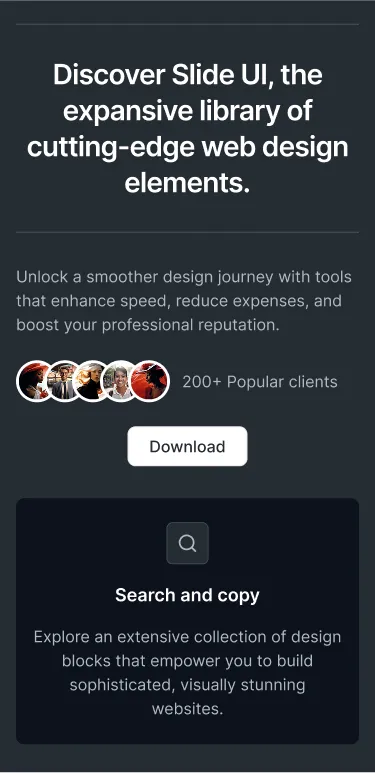 Discover Slide UI, the
expansive library of
cutting-edge web design
elements.
Unlock a smoother design journey with tools
that enhance speed, reduce expenses, and
boost your professional reputation.
200+ Popular clients
Download
Search and copy
Explore an extensive collection of design
blocks that empower you to build
sophisticated, visually stunning
websites.